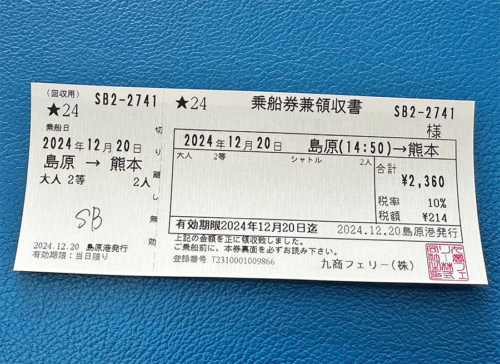 (回収用)
SB2-2741
★24
乗船日
2024年12月20日
島原 → 熊本
大人 2等 2人
SB
2024.12.20 島原港発行
有効期限：当日限り
切り離し無効
★24
乗船券兼領収書
SB2-2741
様
2024年12月20日 島原(14:50)→熊本
大人 2等 シャトル 2人
合計
¥2,360
税率 10%
税額 ¥214
有効期限2024年12月20日迄
2024.12.20島原港発行
上記の金額を正に領収致しました。
ご乗船前に、本券裏面を必ずお読み下さい。
登録番号 T2310001009866
九商フェリー(株)